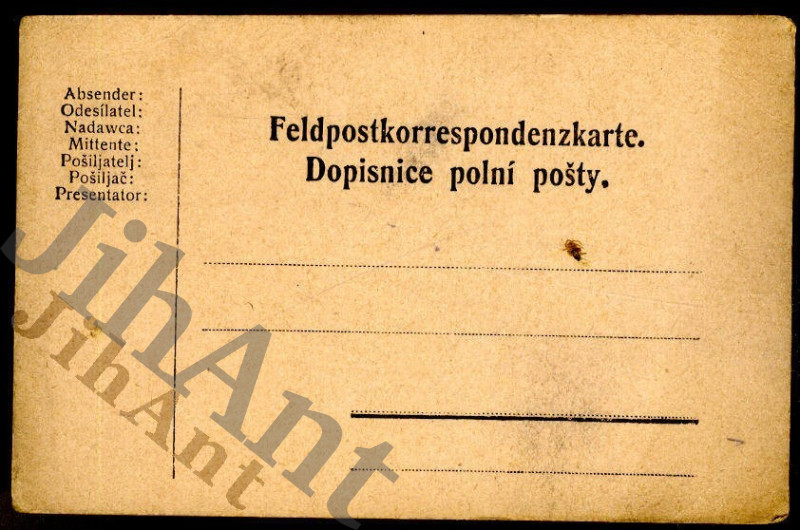 Absender:
Odesílatel:
Nadawca:
Mittente:
Pošiljatelj:
Pošiljač:
Presentator:
Feldpostkorrespondenzkarte.
Dopisnice polní pošty.
JihAnt
JihAnt